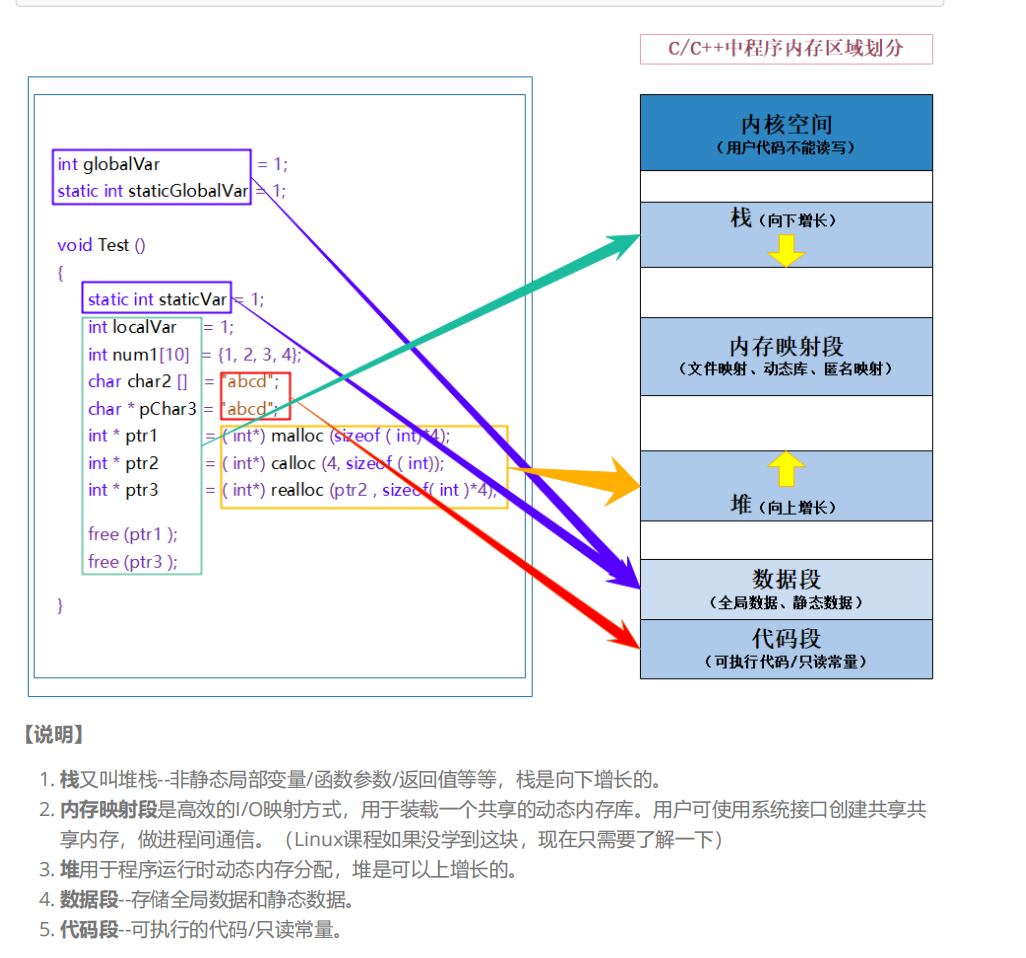 C/C++中程序内存区域划分
int globalVar = 1;
static int staticGlobalVar = 1;
void Test ()
{
static int staticVar = 1;
int localVar = 1;
int num1[10] = {1, 2, 3, 4};
char char2 [] = "abcd";
char * pChar3 = "abcd";
int * ptr1 = ( int*) malloc (sizeof ( int)*4);
int * ptr2 = ( int*) calloc (4, sizeof ( int));
int * ptr3 = ( int*) realloc (ptr2 , sizeof( int )*4);
free (ptr1 );
free (ptr3 );
}
内核空间
(用户代码不能读写)
栈(向下增长)
内存映射段
(文件映射、动态库、匿名映射)
堆(向上增长)
数据段
(全局数据、静态数据)
代码段
(可执行代码/只读常量)
【说明】
1. 栈又叫堆栈--非静态局部变量/函数参数/返回值等等，栈是向下增长的。
2. 内存映射段是高效的I/O映射方式，用于装载一个共享的动态内存库。用户可使用系统接口创建共享共
享内存，做进程间通信。（Linux课程如果没学到这块，现在只需要了解一下）
3. 堆用于程序运行时动态内存分配，堆是可以上增长的。
4. 数据段--存储全局数据和静态数据。
5. 代码段--可执行的代码/只读常量。